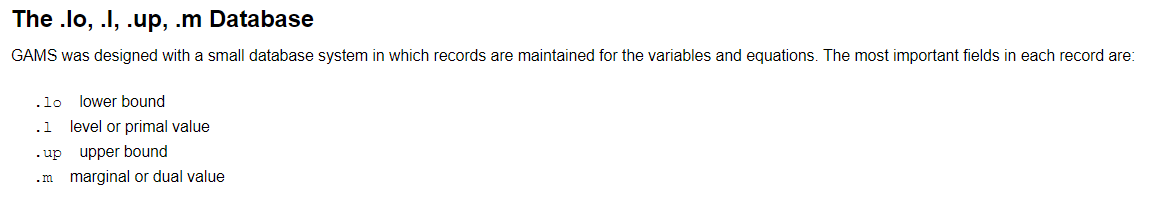 The .lo, .l, .up, .m Database
GAMS was designed with a small database system in which records are maintained for the variables and equations. The most important fields in each record are:
.lo lower bound
.l level or primal value
.up upper bound
.m marginal or dual value